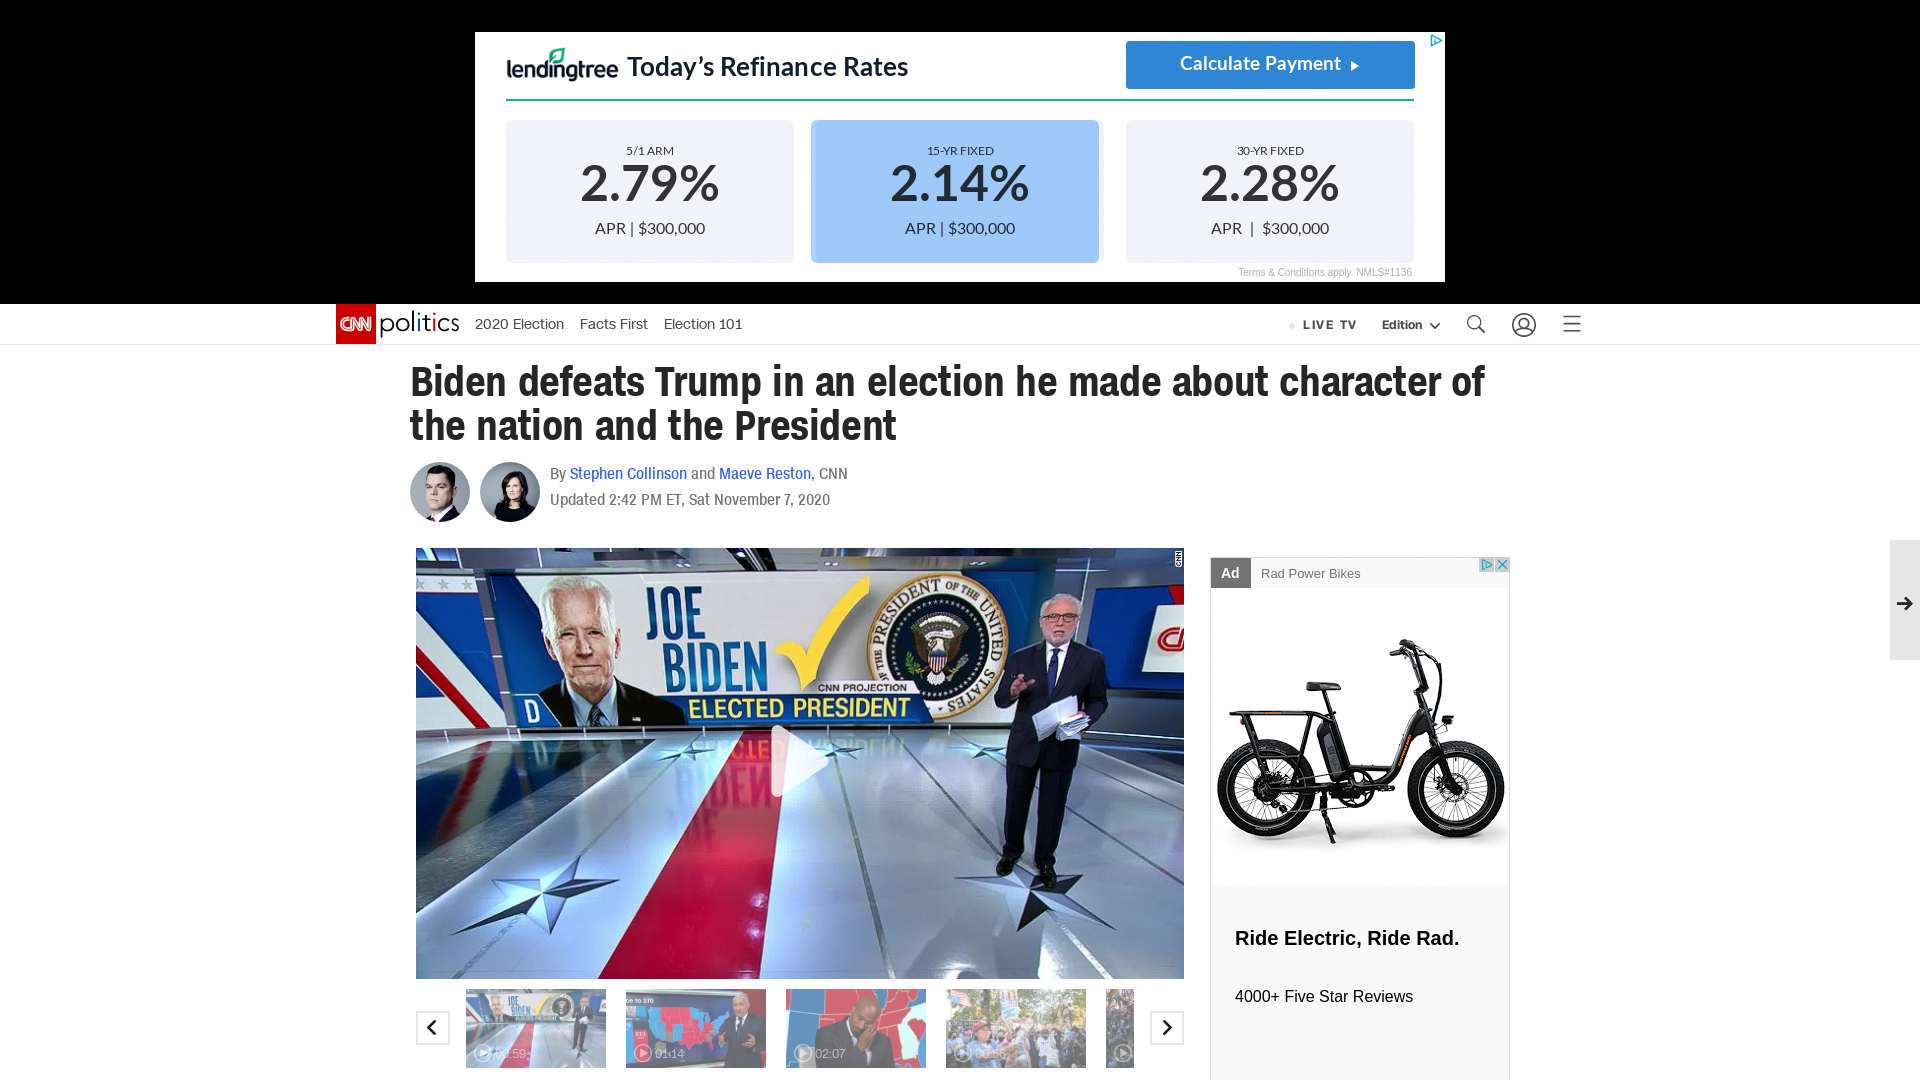 lendingtree Today's Refinance Rates
Calculate Payment
5/1 ARM
2.79%
APR | $300,000
15-YR FIXED
2.14%
APR | $300,000
30-YR FIXED
2.28%
APR | $300,000
Terms & Conditions apply. NMLS#1136
CNN politics 2020 Election Facts First Election 101 LIVE TV Edition
Biden defeats Trump in an election he made about character of
the nation and the President
By Stephen Collinson and Maeve Reston, CNN
Updated 2:42 PM ET, Sat November 7, 2020
CNN
JOE
BIDEN
CNN PROJECTION
D
ELECTED PRESIDENT
PRESIDENT OF THE UNITED STATES
Ad Rad Power Bikes
Ride Electric, Ride Rad.
4000+ Five Star Reviews
00:59
01:14
02:07
00:56